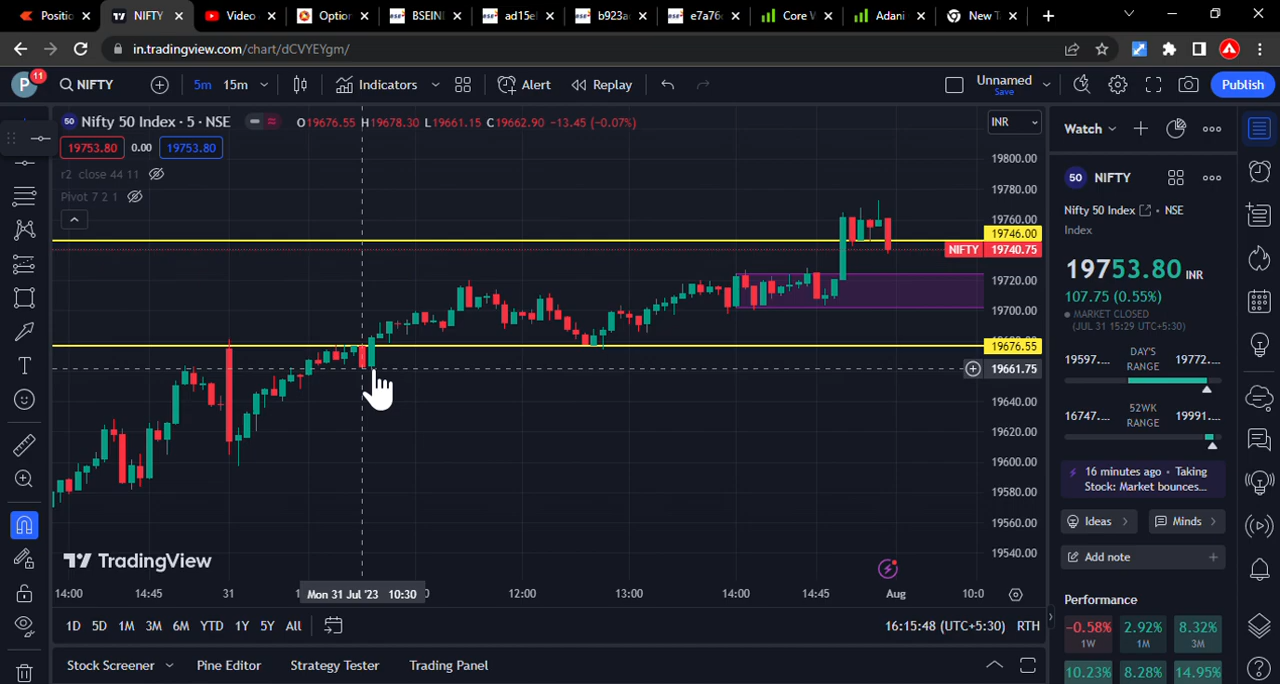 Positio
NIFTY
Video
Option
BSEINI
ad15e
b923a
e7a76
Core W
Adani
New T
in.tradingview.com/chart/dCVYEYgm/
P
11
NIFTY
5m
15m
Indicators
Alert
Replay
Unnamed
Save
Publish
50
Nifty 50 Index · 5 · NSE
O19676.55 H19678.30 L19661.15 C19662.90 −13.45 (−0.07%)
INR
19753.80
0.00
19753.80
r2 close 44 11
Pivot 7 2 1
19800.00
19780.00
19760.00
19746.00
NIFTY
19740.75
19720.00
19700.00
19676.55
19661.75
19640.00
19620.00
19600.00
19580.00
19560.00
19540.00
TradingView
14:00
14:45
31
Mon 31 Jul '23 10:30
12:00
13:00
14:00
14:45
Aug
10:0
1D
5D
1M
3M
6M
YTD
1Y
5Y
All
16:15:48 (UTC+5:30)
RTH
Stock Screener
Pine Editor
Strategy Tester
Trading Panel
Watch
50
NIFTY
Nifty 50 Index
• NSE
Index
19753.80 INR
107.75 (0.55%)
MARKET CLOSED
(JUL 31 15:29 UTC+5:30)
19597....
DAY'S
RANGE
19772....
16747....
52WK
RANGE
19991....
16 minutes ago • Taking
Stock: Market bounces...
Ideas
Minds
Add note
Performance
−0.58%
1W
2.92%
1M
8.32%
3M
10.23%
8.28%
14.95%